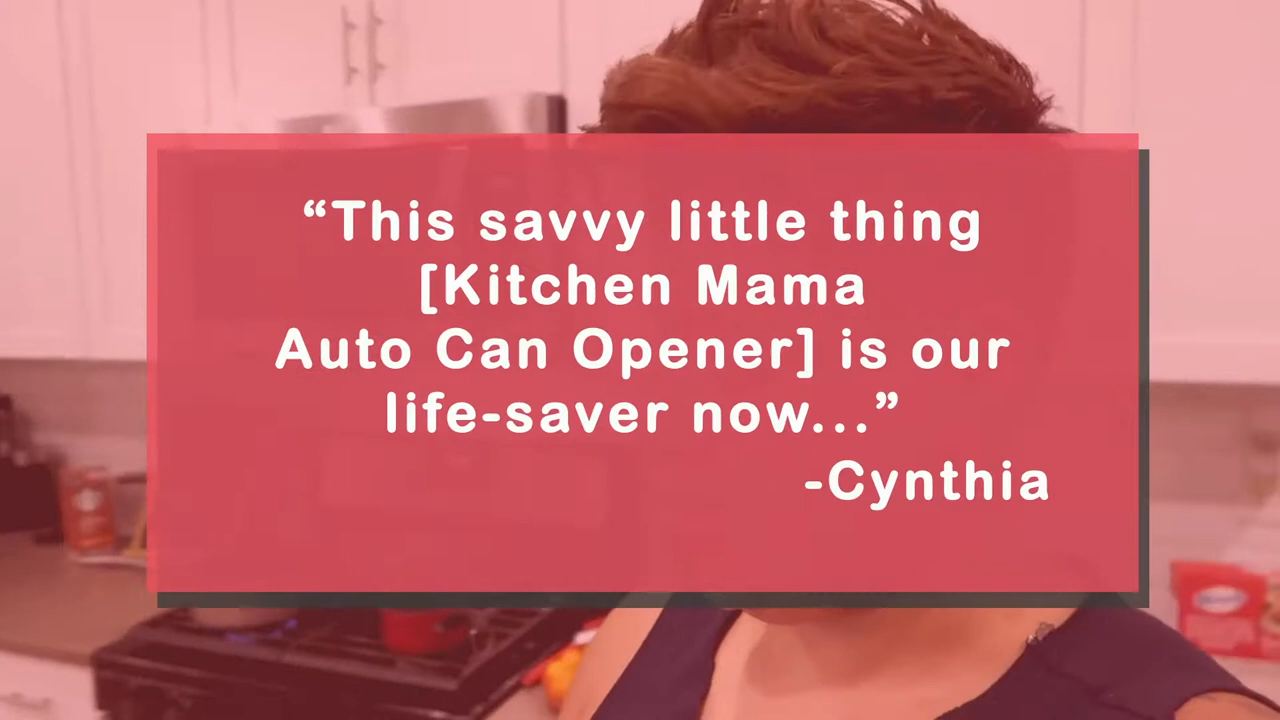 “This savvy little thing
[Kitchen Mama
Auto Can Opener] is our
life-saver now...”
-Cynthia